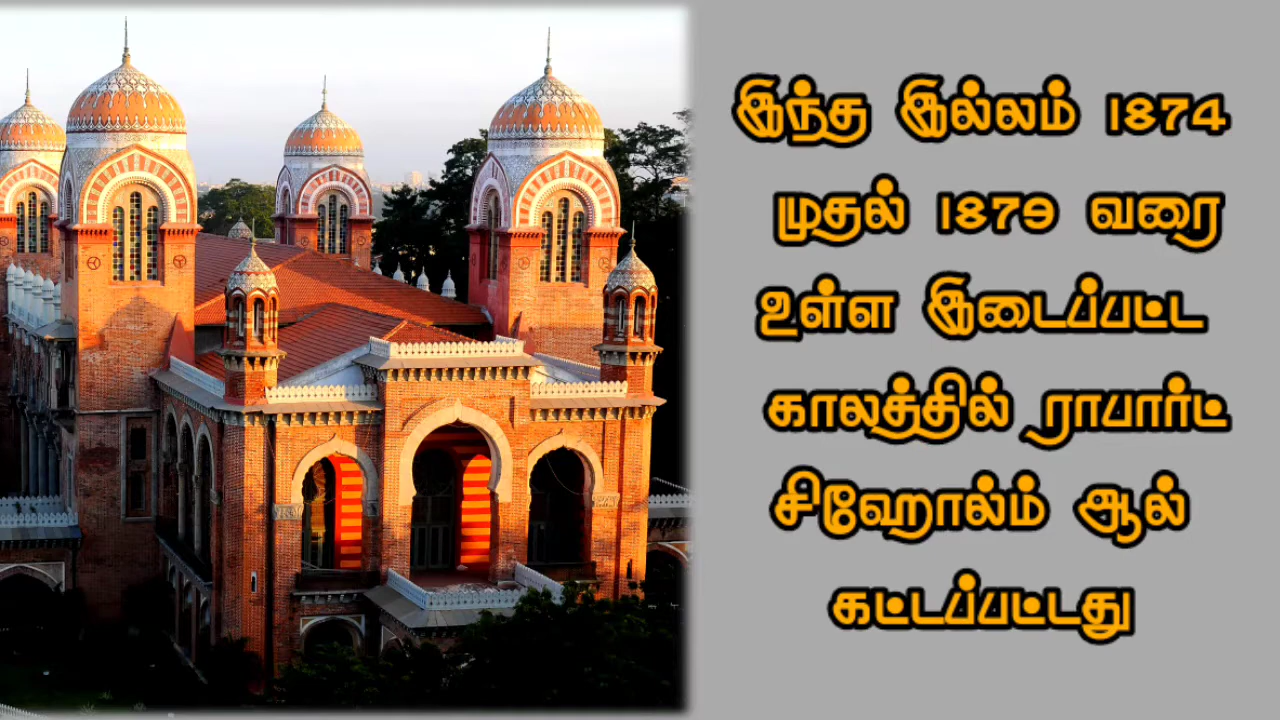 இந்த இல்லம் 1874
முதல் 1879 வரை
உள்ள இடைப்பட்ட
காலத்தில் ராபார்ட்
சிஹோல்ம் ஆல்
கட்டப்பட்டது